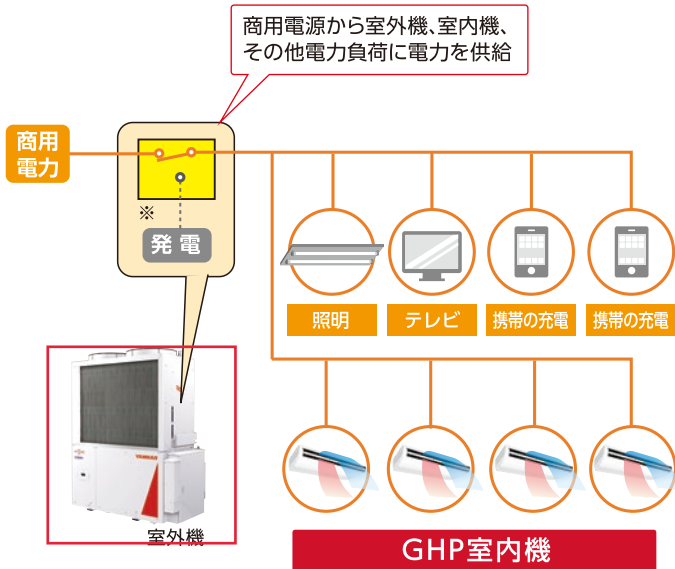 商用電源から室外機、室内機、
その他電力負荷に電力を供給
商用
電力
※
発電
照明
テレビ
携帯の充電
携帯の充電
YANMAR
室外機
GHP室内機